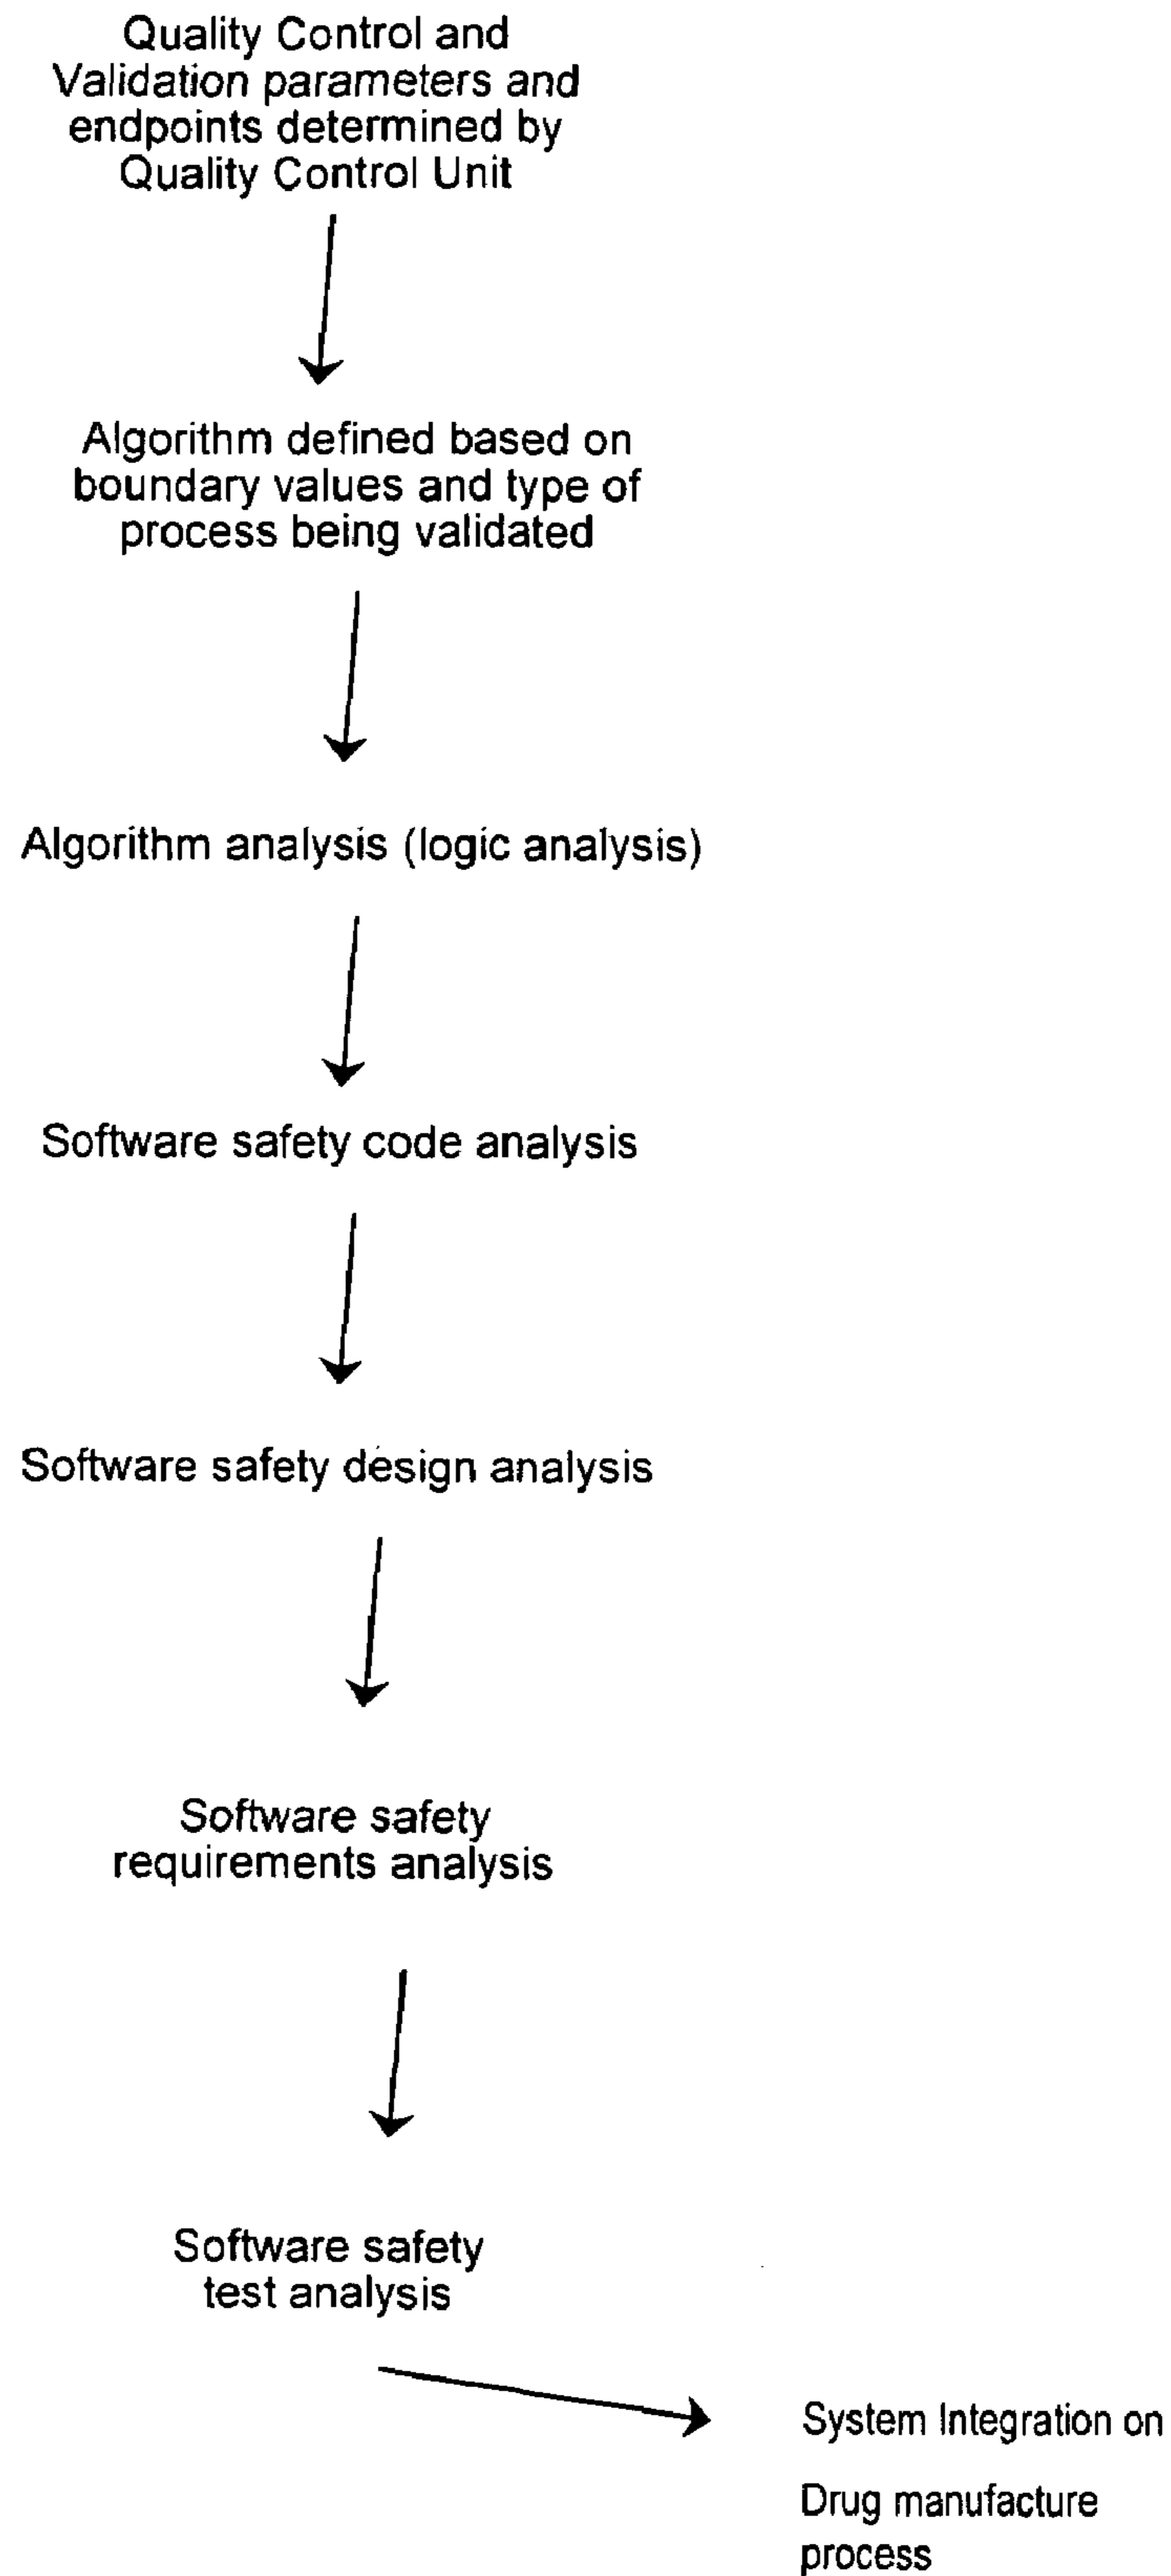 Quality Control and
Validation parameters and
endpoints determined by
Quality Control Unit
Algorithm defined based on
boundary values and type of
process being validated
Algorithm analysis (logic analysis)
Software safety code analysis
Software safety design analysis
Software safety
requirements analysis
Software safety
test analysis
System Integration on
Drug manufacture
process